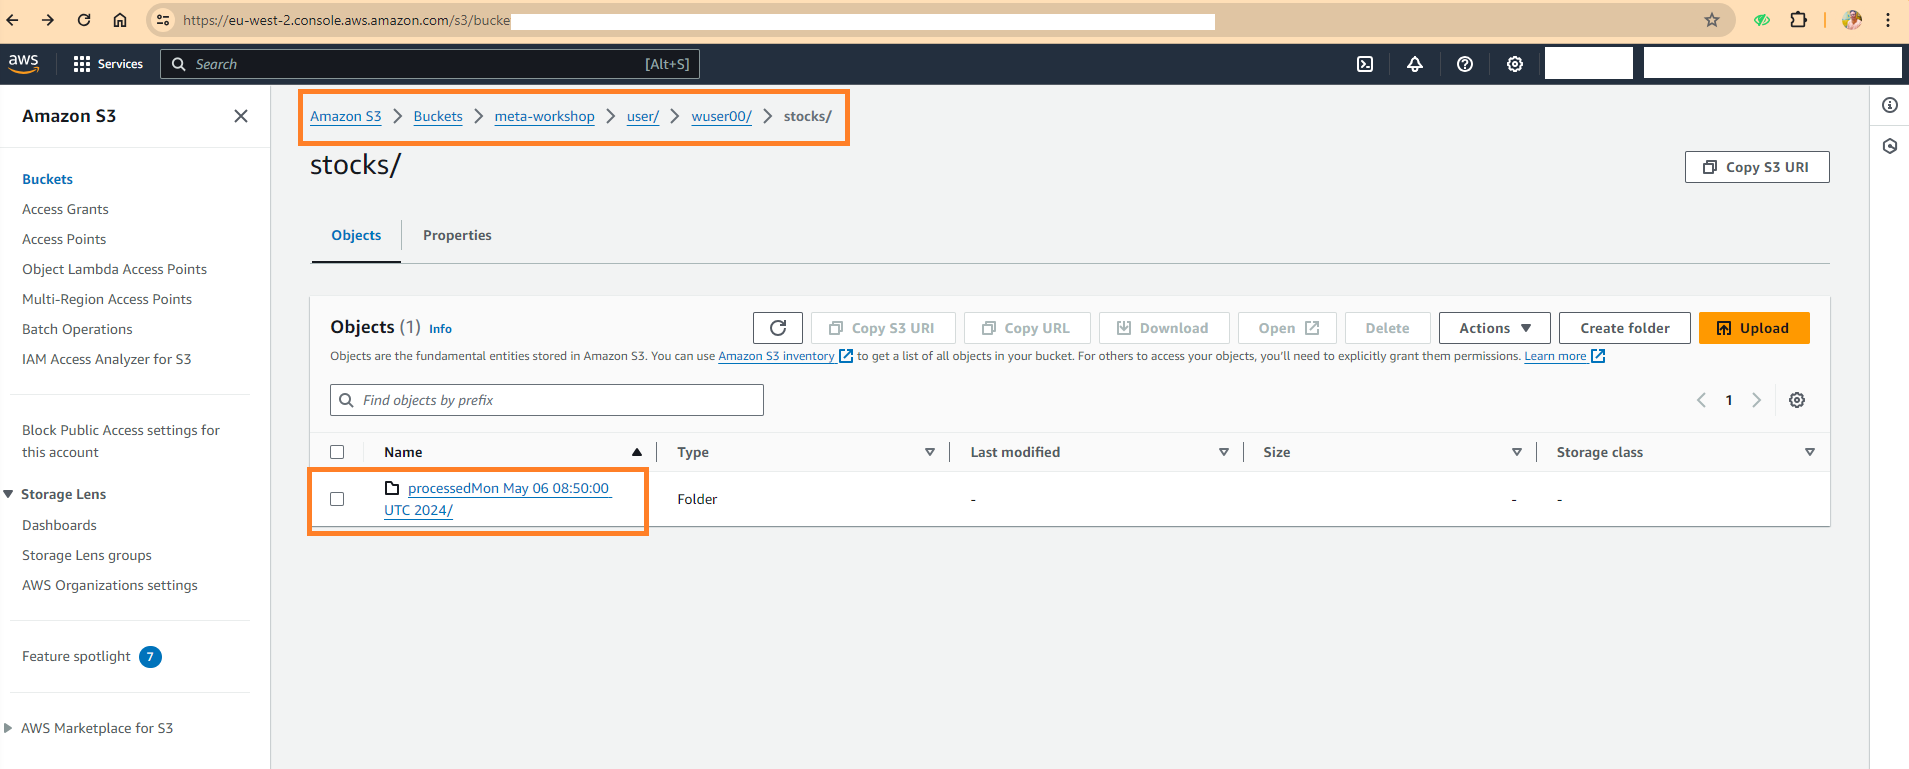 https://eu-west-2.console.aws.amazon.com/s3/bucke
aws Services Search [Alt+S]
Amazon S3
Buckets
Access Grants
Access Points
Object Lambda Access Points
Multi-Region Access Points
Batch Operations
IAM Access Analyzer for S3
Block Public Access settings for
this account
Storage Lens
Dashboards
Storage Lens groups
AWS Organizations settings
Feature spotlight 7
AWS Marketplace for S3
Amazon S3 Buckets meta-workshop user/ wuser00/ stocks/
stocks/
Copy S3 URI
Objects Properties
Objects (1) Info
Copy S3 URI Copy URL Download Open Delete Actions Create folder Upload
Objects are the fundamental entities stored in Amazon S3. You can use Amazon S3 inventory to get a list of all objects in your bucket. For others to access your objects, you'll need to explicitly grant them permissions. Learn more
Find objects by prefix
1
Name Type Last modified Size Storage class
processedMon May 06 08:50:00
UTC 2024/
Folder - - -